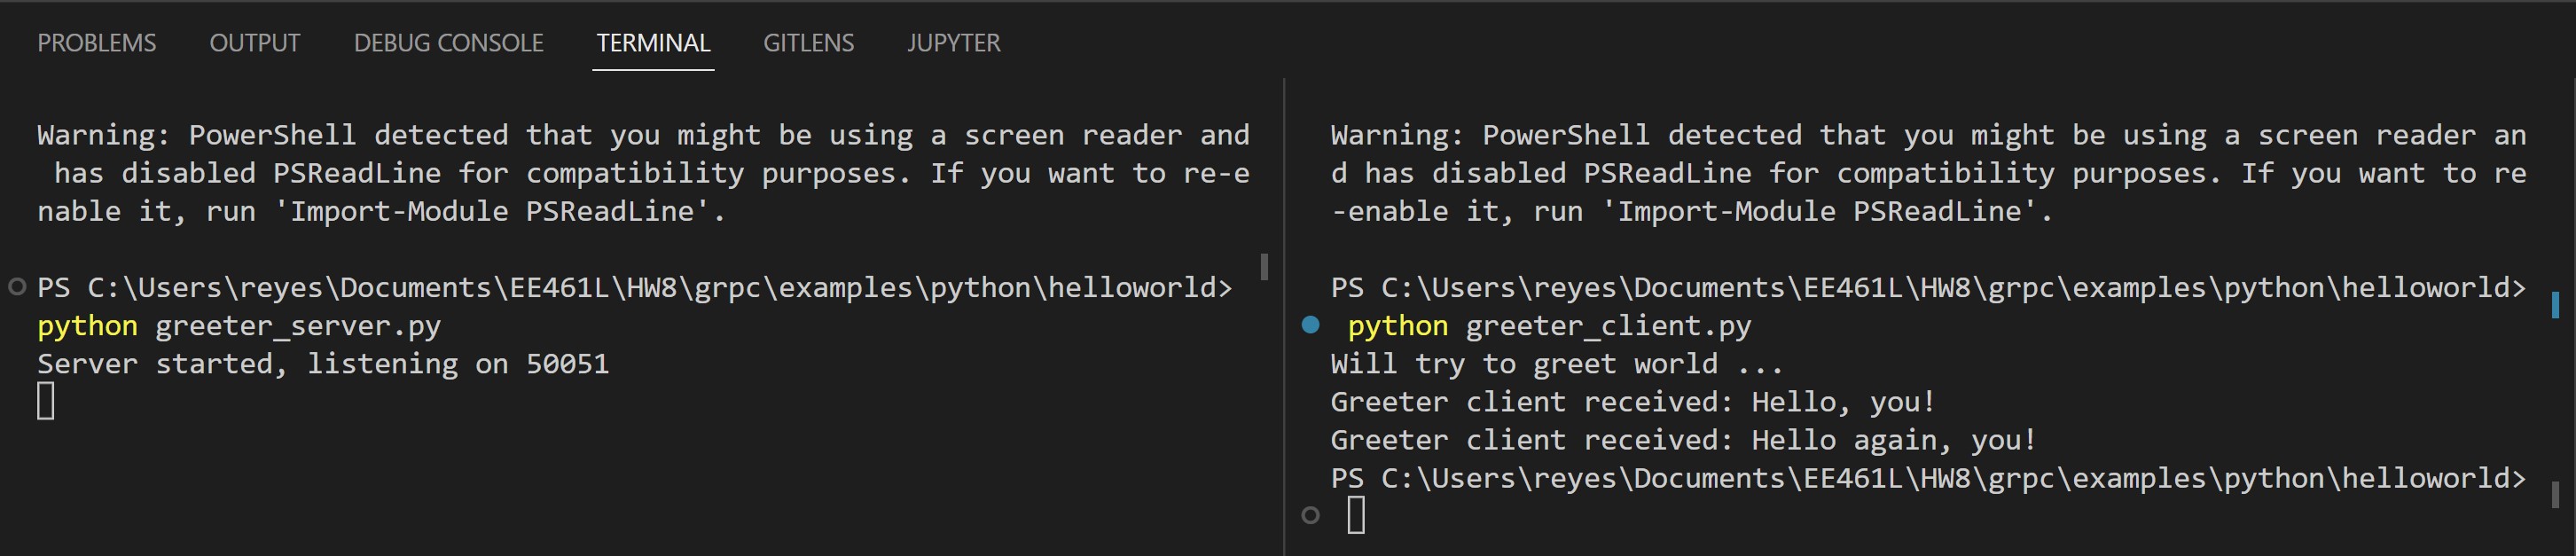 PROBLEMS OUTPUT DEBUG CONSOLE TERMINAL GITLENS JUPYTER
Warning: PowerShell detected that you might be using a screen reader and
has disabled PSReadLine for compatibility purposes. If you want to re-e
nable it, run 'Import-Module PSReadLine'.
PS C:\Users\reyes\Documents\EE461L\HW8\grpc\examples\python\helloworld>
python greeter_server.py
Server started, listening on 50051
Warning: PowerShell detected that you might be using a screen reader an
d has disabled PSReadLine for compatibility purposes. If you want to re
-enable it, run 'Import-Module PSReadLine'.
PS C:\Users\reyes\Documents\EE461L\HW8\grpc\examples\python\helloworld>
python greeter_client.py
Will try to greet world ...
Greeter client received: Hello, you!
Greeter client received: Hello again, you!
PS C:\Users\reyes\Documents\EE461L\HW8\grpc\examples\python\helloworld>